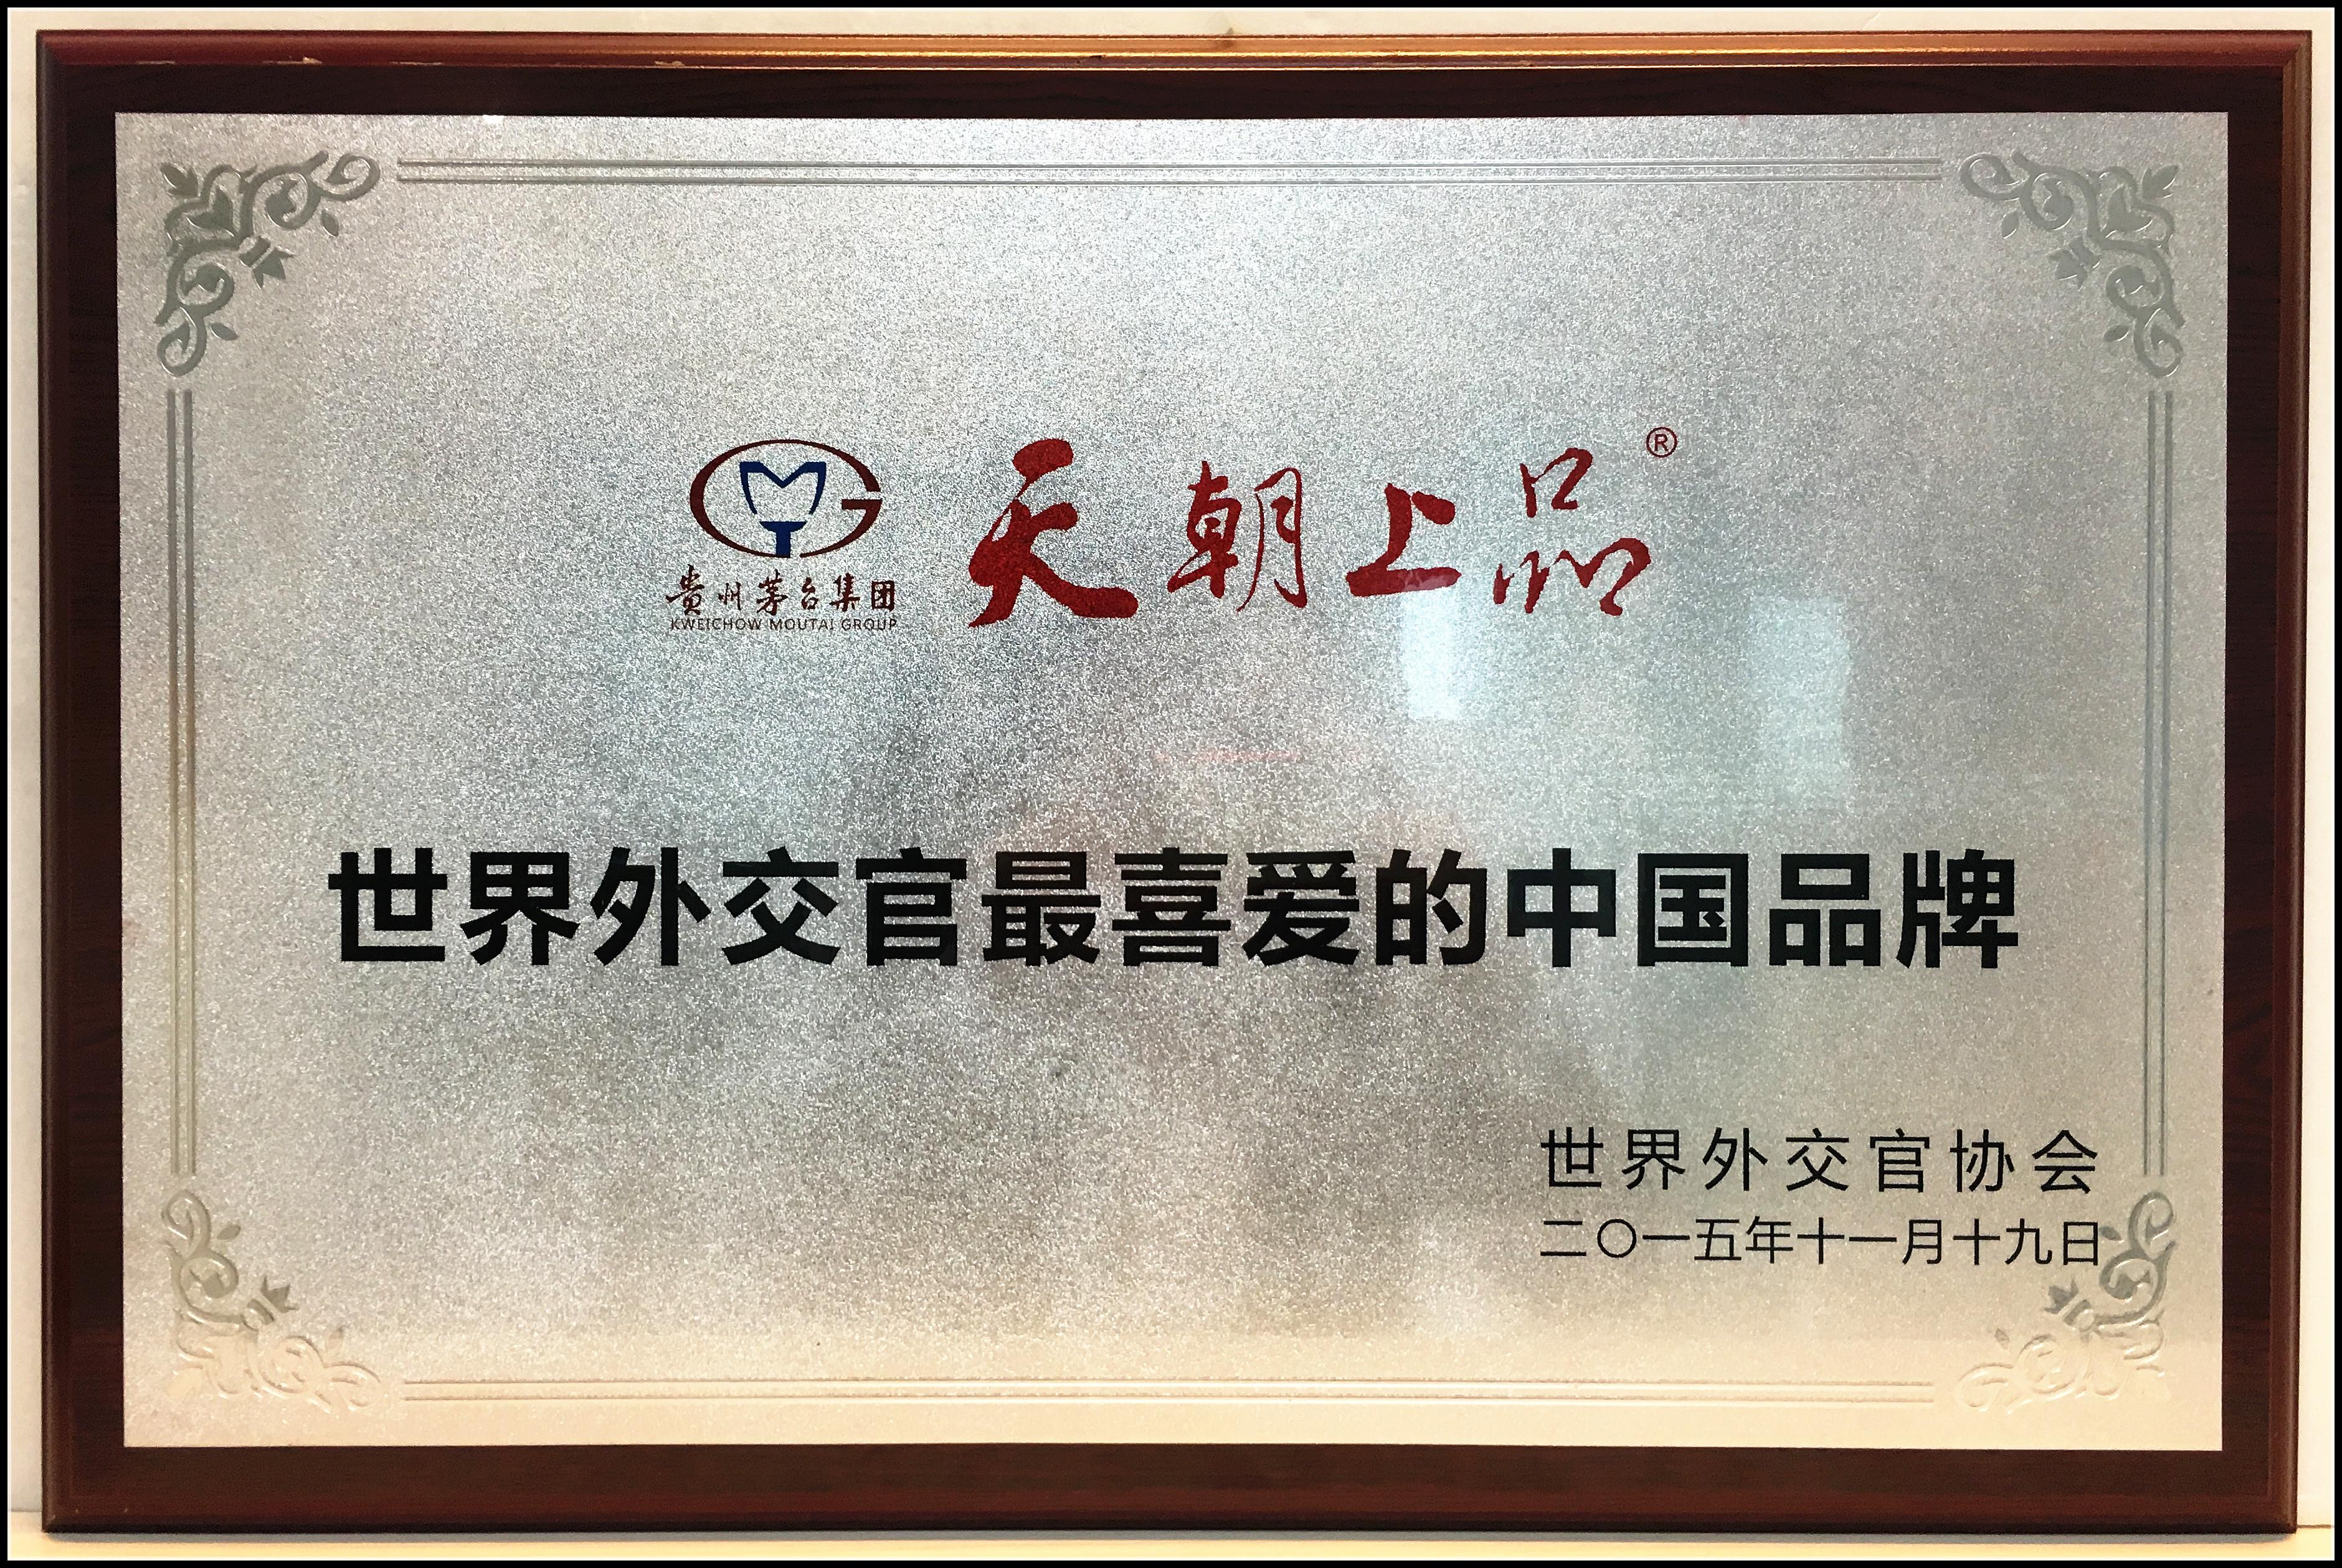 天朝上品®
貴州茅台集团
KWEICHOW MOUTAI GROUP
世界外交官最喜爱的中国品牌
世界外交官协会
二〇一五年十一月十九日